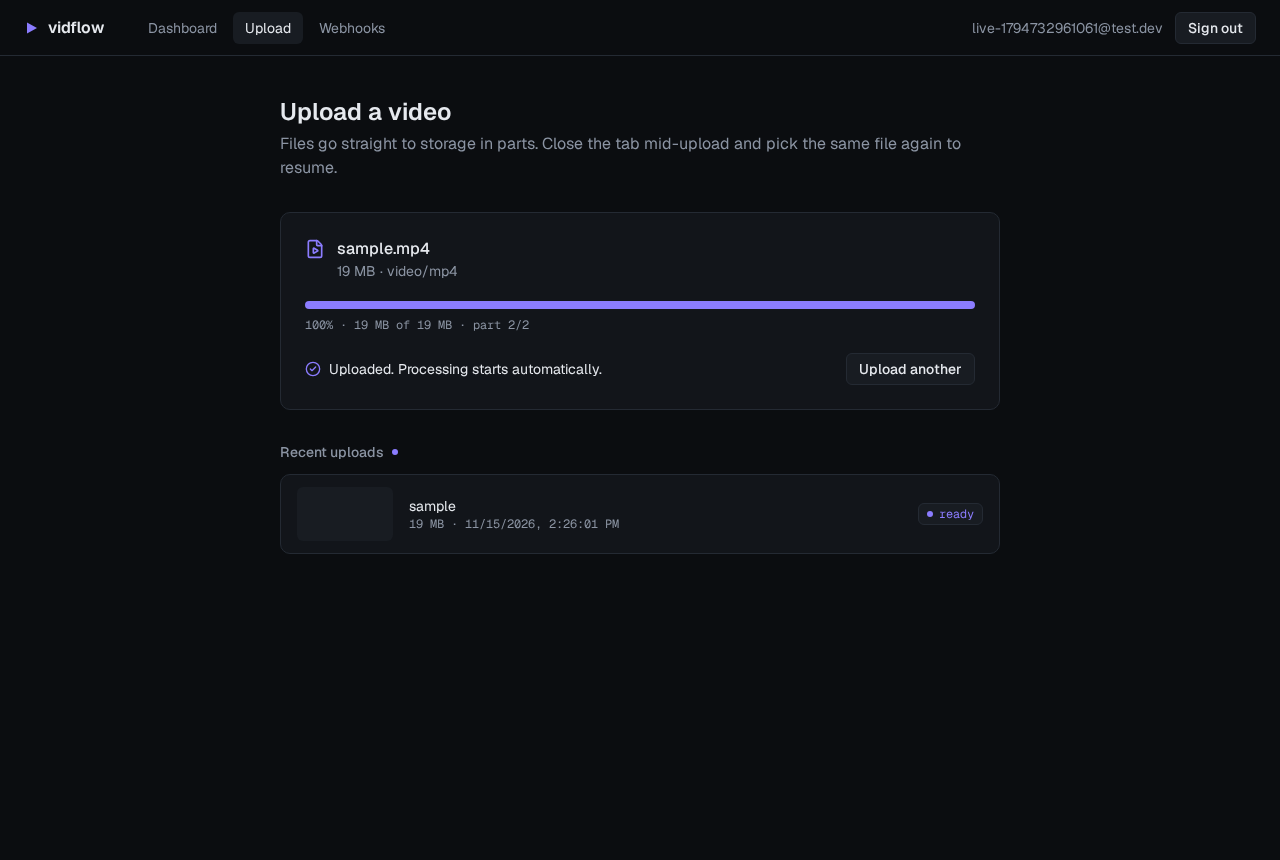 vidflow
Dashboard
Upload
Webhooks
live-1794732961061@test.dev
Sign out
Upload a video
Files go straight to storage in parts. Close the tab mid-upload and pick the same file again to
resume.
sample.mp4
19 MB · video/mp4
100% · 19 MB of 19 MB · part 2/2
Uploaded. Processing starts automatically.
Upload another
Recent uploads
sample
19 MB · 11/15/2026, 2:26:01 PM
ready